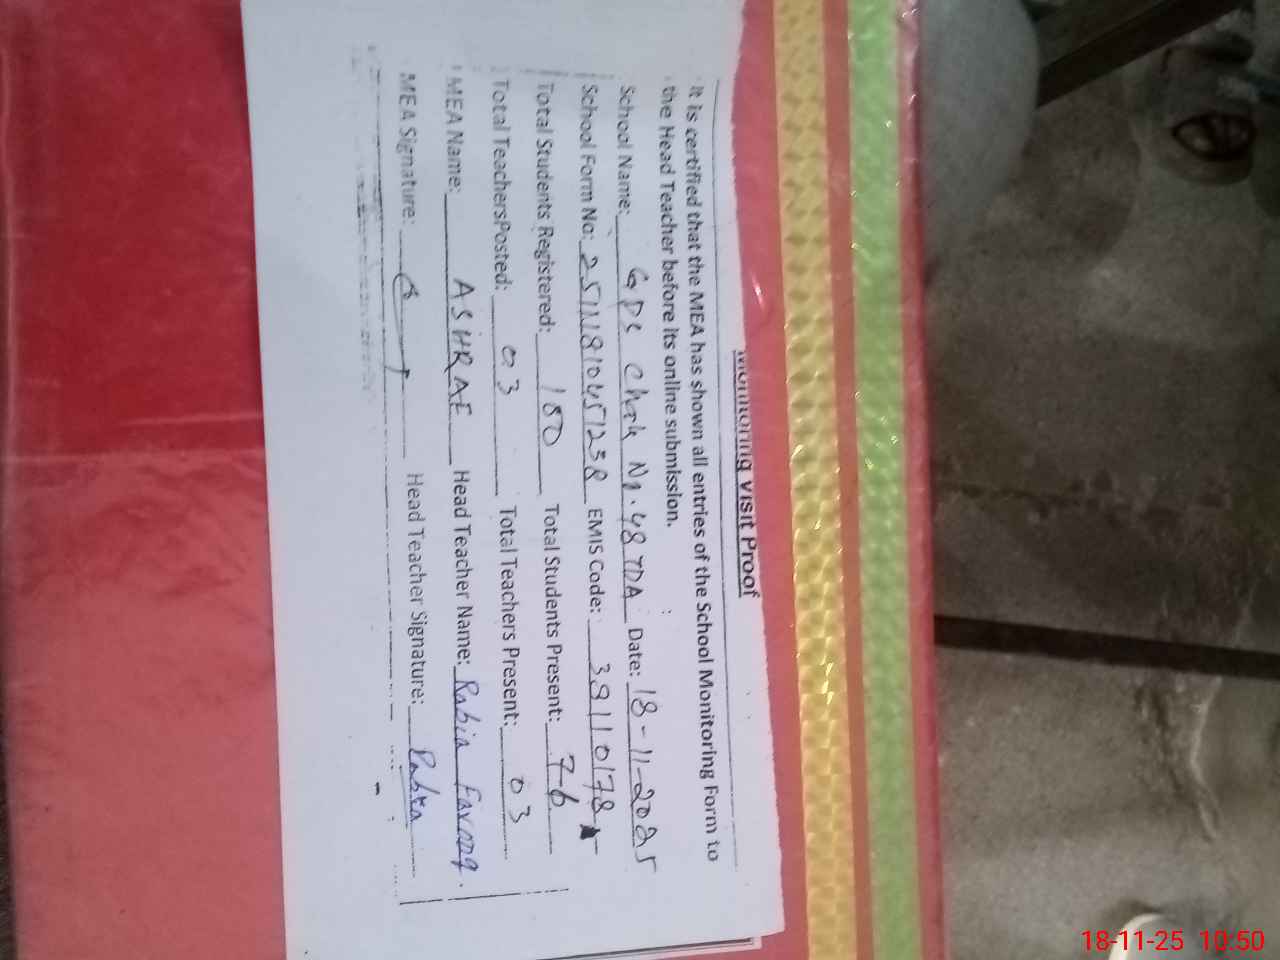 Monitoring Visit Proof
It is certified that the MEA has shown all entries of the School Monitoring Form to
the Head Teacher before its online submission.
School Name: GPS Chak No. 48 TDA Date: 18-11-2025
School Form No: EMIS Code: 39110178
Total Students Registered: 180 Total Students Present: 76
Total Teachers Posted: 03 Total Teachers Present: 03
MEA Name: ASHRAF Head Teacher Name: Rabia Farooq.
MEA Signature: Head Teacher Signature: Rabia
18-11-25 10:50